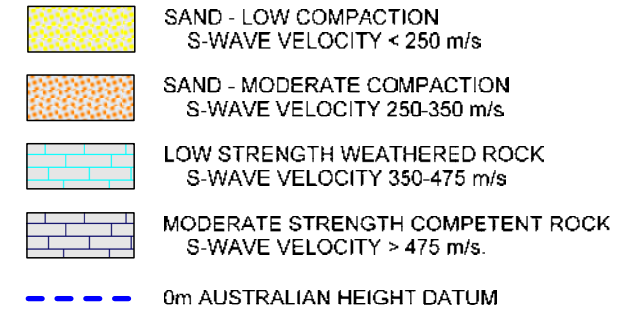 SAND - LOW COMPACTION
S-WAVE VELOCITY < 250 m/s
SAND - MODERATE COMPACTION
S-WAVE VELOCITY 250-350 m/s
LOW STRENGTH WEATHERED ROCK
S-WAVE VELOCITY 350-475 m/s
MODERATE STRENGTH COMPETENT ROCK
S-WAVE VELOCITY > 475 m/s.
0m AUSTRALIAN HEIGHT DATUM